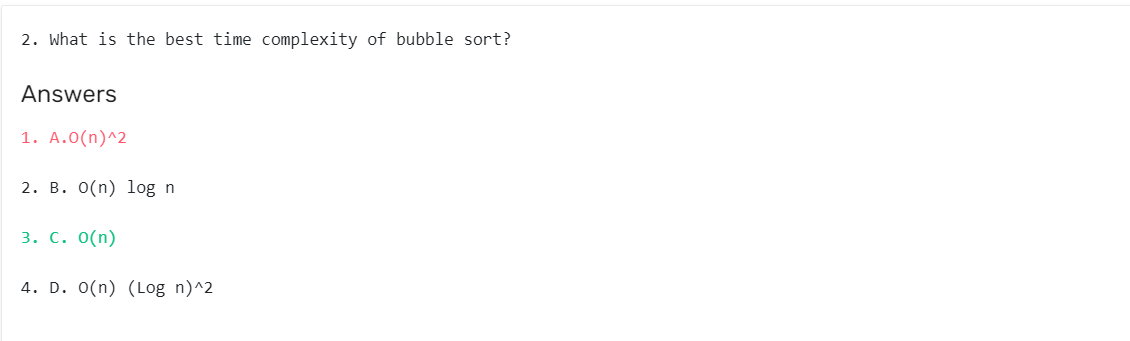 2. What is the best time complexity of bubble sort?
Answers
1. A.O(n)^2
2. B. O(n) log n
3. C. O(n)
4. D. O(n) (Log n)^2